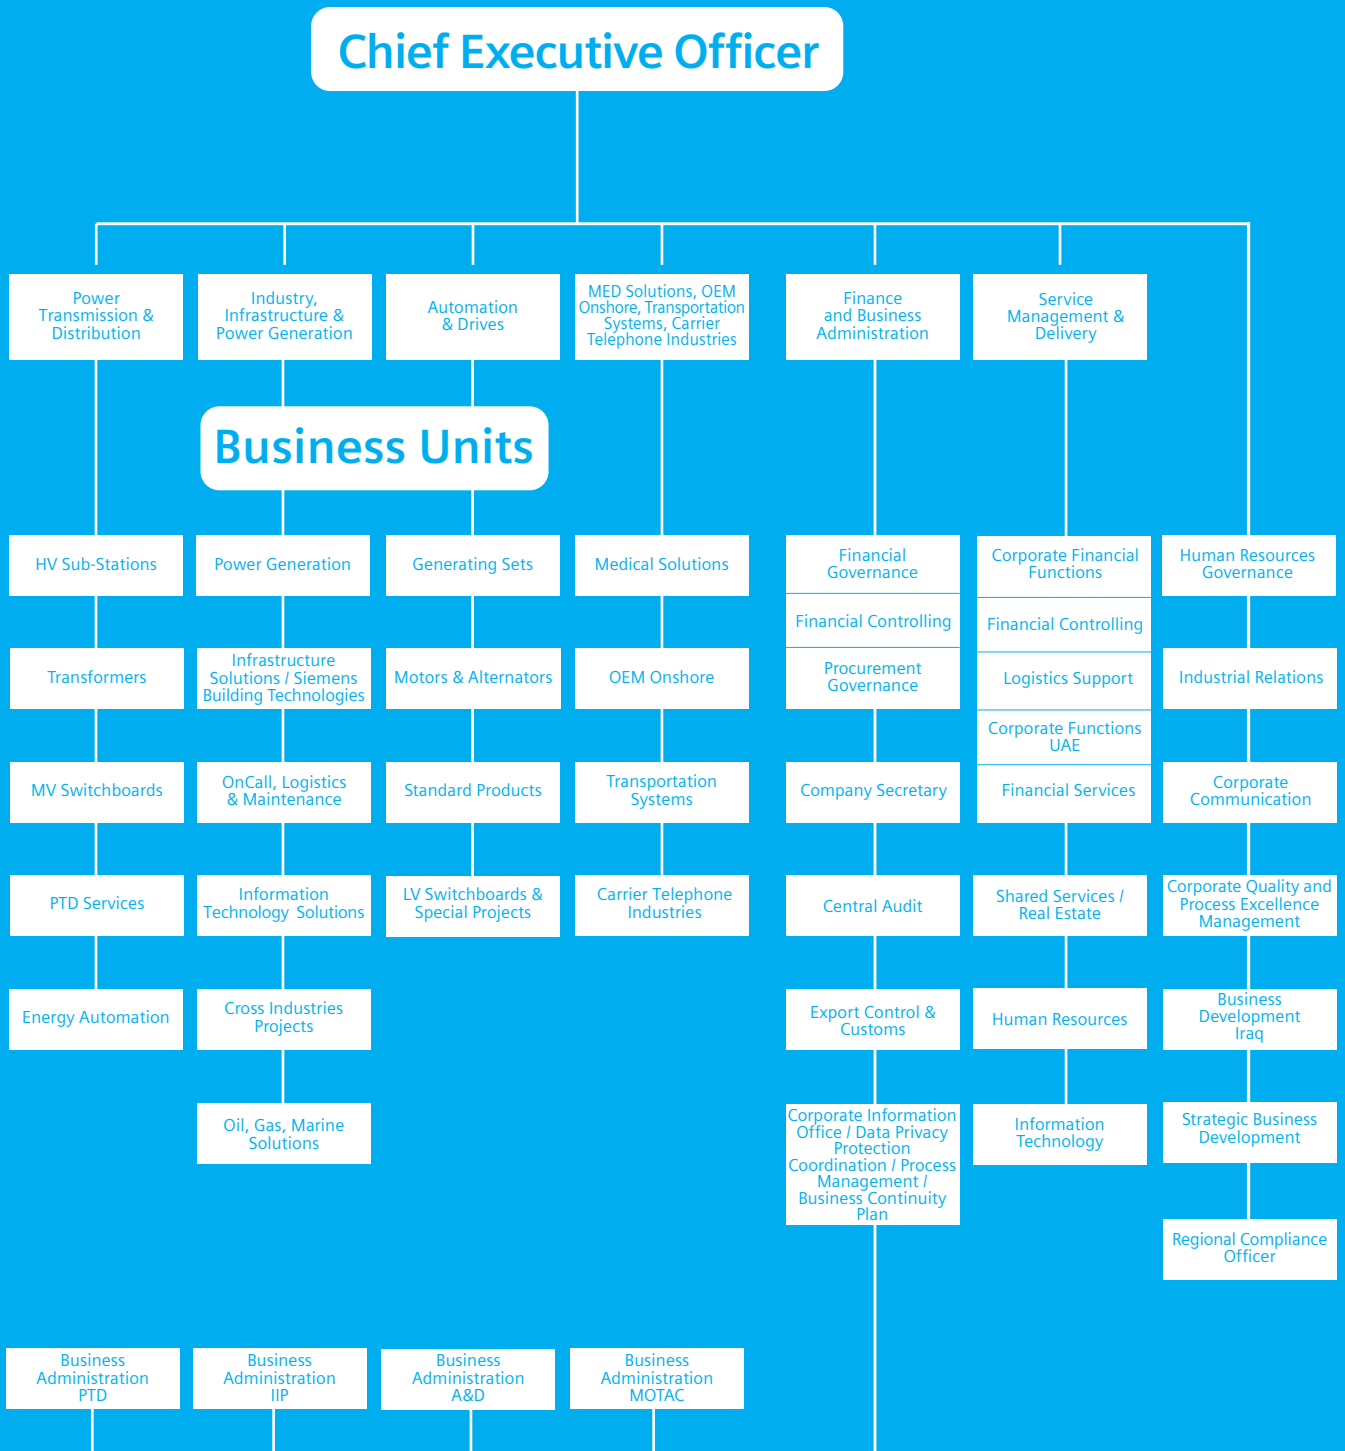 Chief Executive Officer
Power
Transmission &
Distribution
Industry,
Infrastructure &
Power Generation
Automation
& Drives
MED Solutions, OEM
Onshore, Transportation
Systems, Carrier
Telephone Industries
Finance
and Business
Administration
Service
Management &
Delivery
Business Units
HV Sub-Stations
Transformers
MV Switchboards
PTD Services
Energy Automation
Power Generation
Infrastructure
Solutions / Siemens
Building Technologies
OnCall, Logistics
& Maintenance
Information
Technology Solutions
Cross Industries
Projects
Oil, Gas, Marine
Solutions
Generating Sets
Motors & Alternators
Standard Products
LV Switchboards &
Special Projects
Medical Solutions
OEM Onshore
Transportation
Systems
Carrier Telephone
Industries
Financial
Governance
Financial Controlling
Procurement
Governance
Company Secretary
Central Audit
Export Control &
Customs
Corporate Information
Office / Data Privacy
Protection
Coordination / Process
Management /
Business Continuity
Plan
Corporate Financial
Functions
Financial Controlling
Logistics Support
Corporate Functions
UAE
Financial Services
Shared Services /
Real Estate
Human Resources
Information
Technology
Human Resources
Governance
Industrial Relations
Corporate
Communication
Corporate Quality and
Process Excellence
Management
Business
Development
Iraq
Strategic Business
Development
Regional Compliance
Officer
Business
Administration
PTD
Business
Administration
IIP
Business
Administration
A&D
Business
Administration
MOTAC